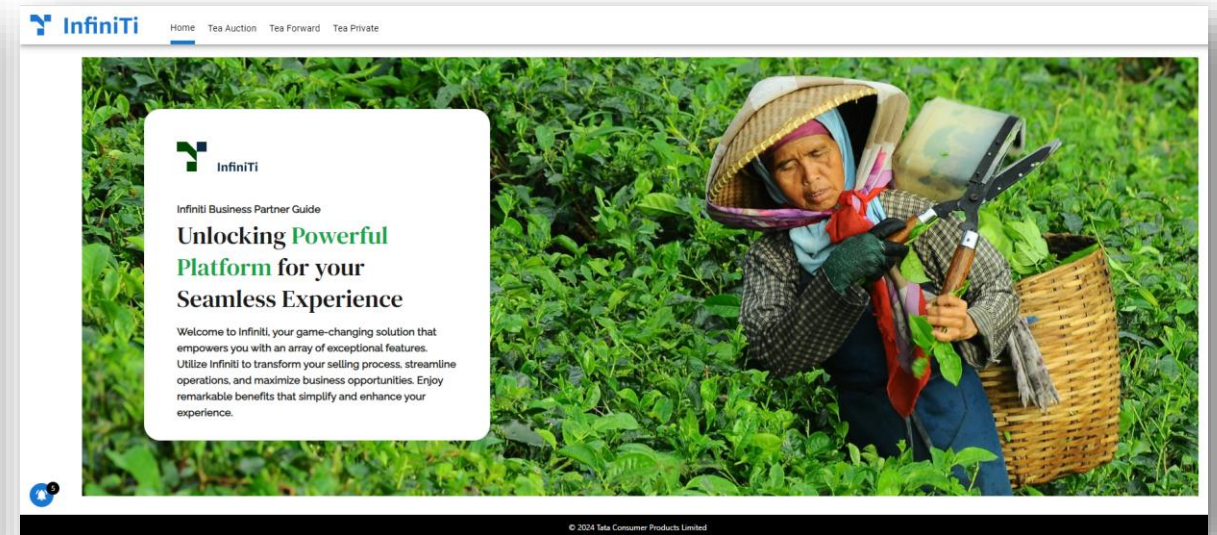 InfiniTi
Home Tea Auction Tea Forward Tea Private
InfiniTi
Infiniti Business Partner Guide
Unlocking Powerful
Platform for your
Seamless Experience
Welcome to Infiniti, your game-changing solution that
empowers you with an array of exceptional features.
Utilize Infiniti to transform your selling process, streamline
operations, and maximize business opportunities. Enjoy
remarkable benefits that simplify and enhance your
experience.
5
© 2024 Tata Consumer Products Limited